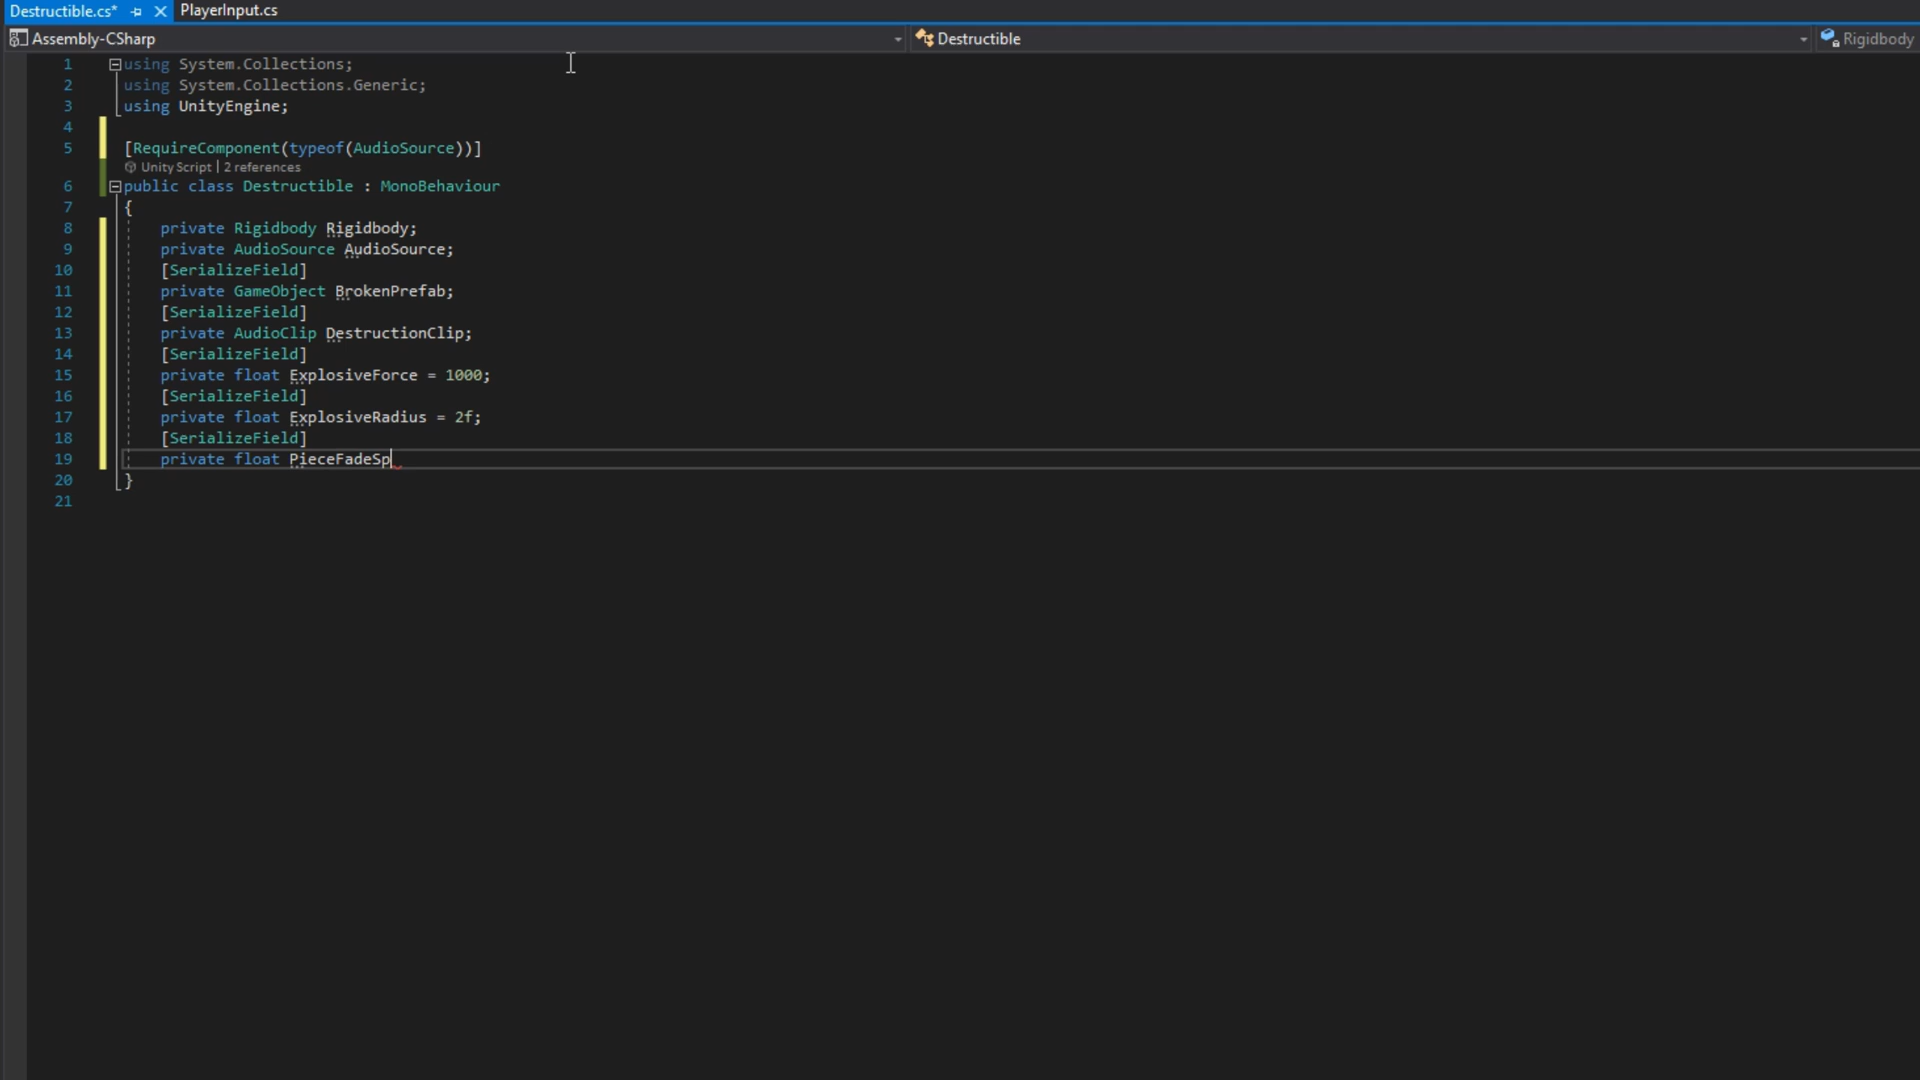 Destructible.cs* PlayerInput.cs
Assembly-CSharp Destructible Rigidbody
1 using System.Collections;
2 using System.Collections.Generic;
3 using UnityEngine;
4
5 [RequireComponent(typeof(AudioSource))]
Unity Script | 2 references
6 public class Destructible : MonoBehaviour
7 {
8 private Rigidbody Rigidbody;
9 private AudioSource AudioSource;
10 [SerializeField]
11 private GameObject BrokenPrefab;
12 [SerializeField]
13 private AudioClip DestructionClip;
14 [SerializeField]
15 private float ExplosiveForce = 1000;
16 [SerializeField]
17 private float ExplosiveRadius = 2f;
18 [SerializeField]
19 private float PieceFadeSp
20 }
21